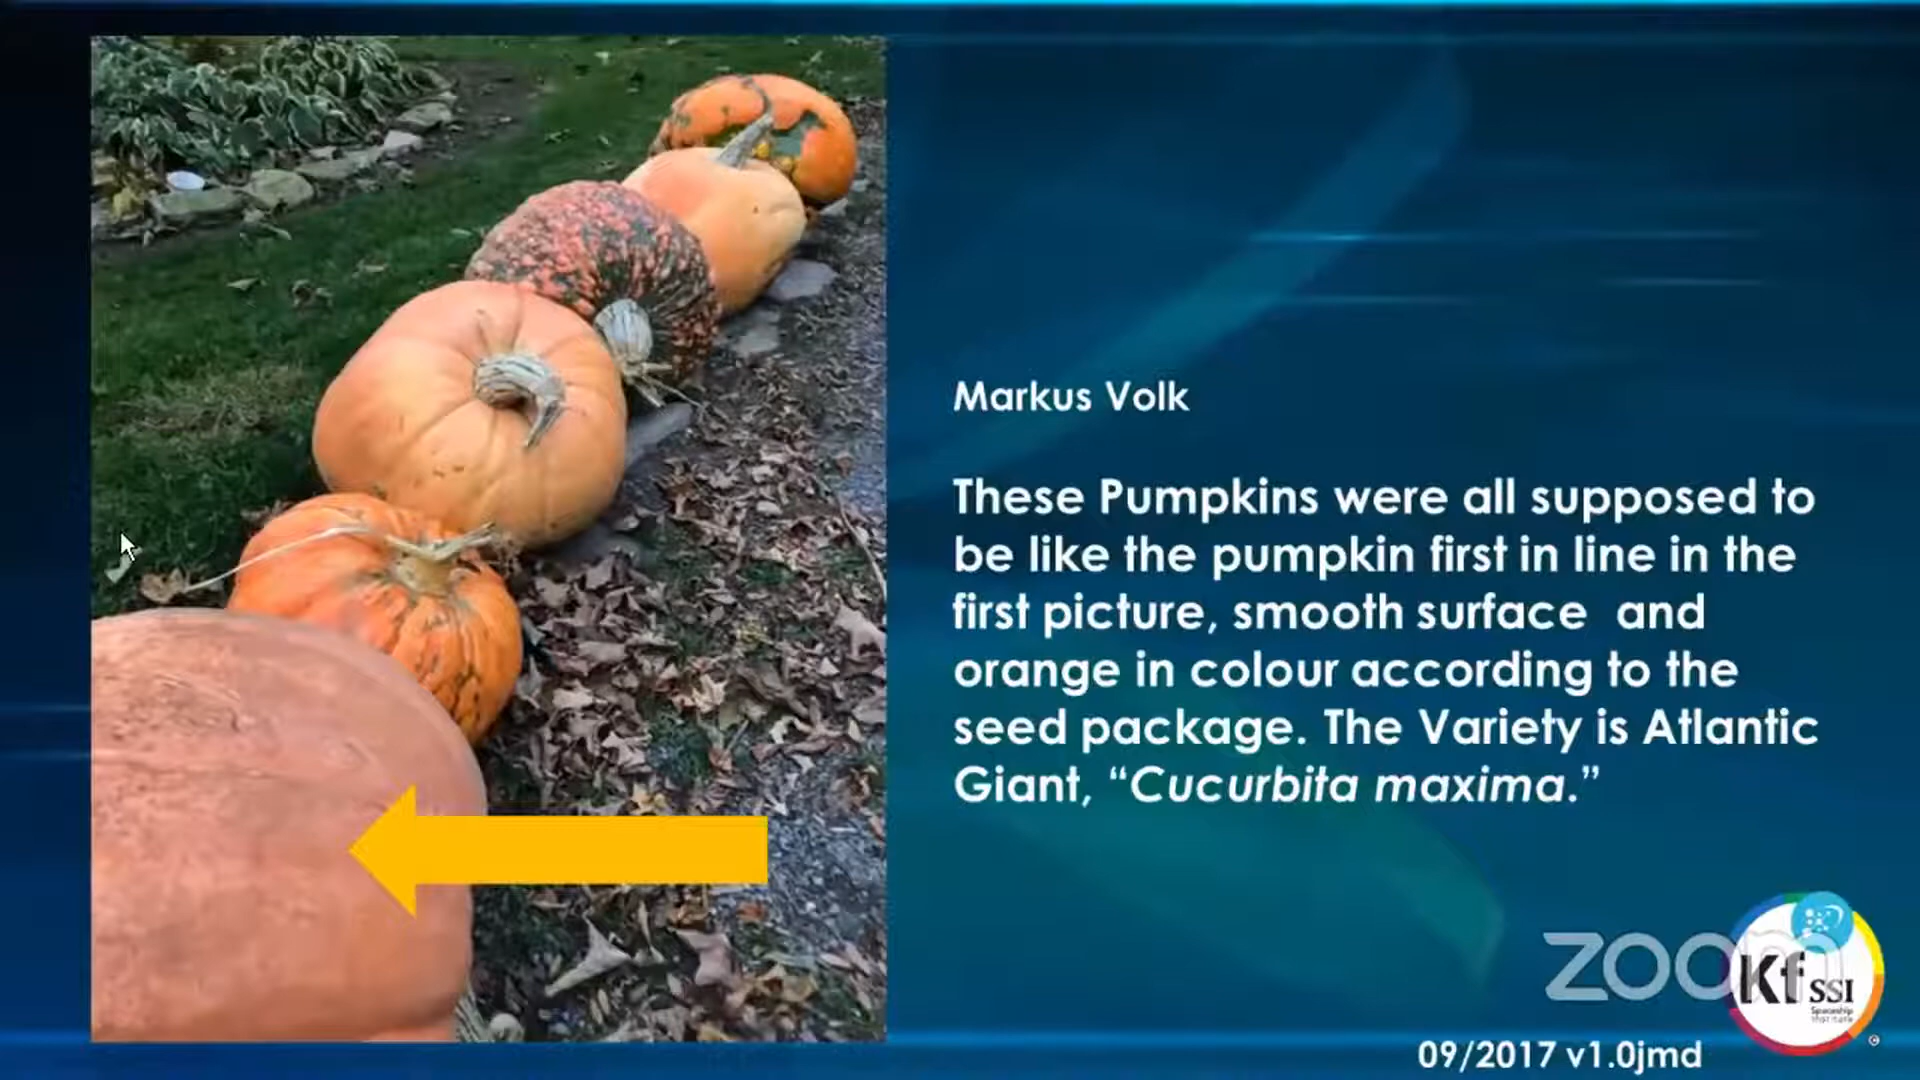 Markus Volk
These Pumpkins were all supposed to
be like the pumpkin first in line in the
first picture, smooth surface  and
orange in colour according to the
seed package. The Variety is Atlantic
Giant, “Cucurbita maxima.”
zoom
Kf SSI
Spaceship
Institute
©
09/2017 v1.0jmd